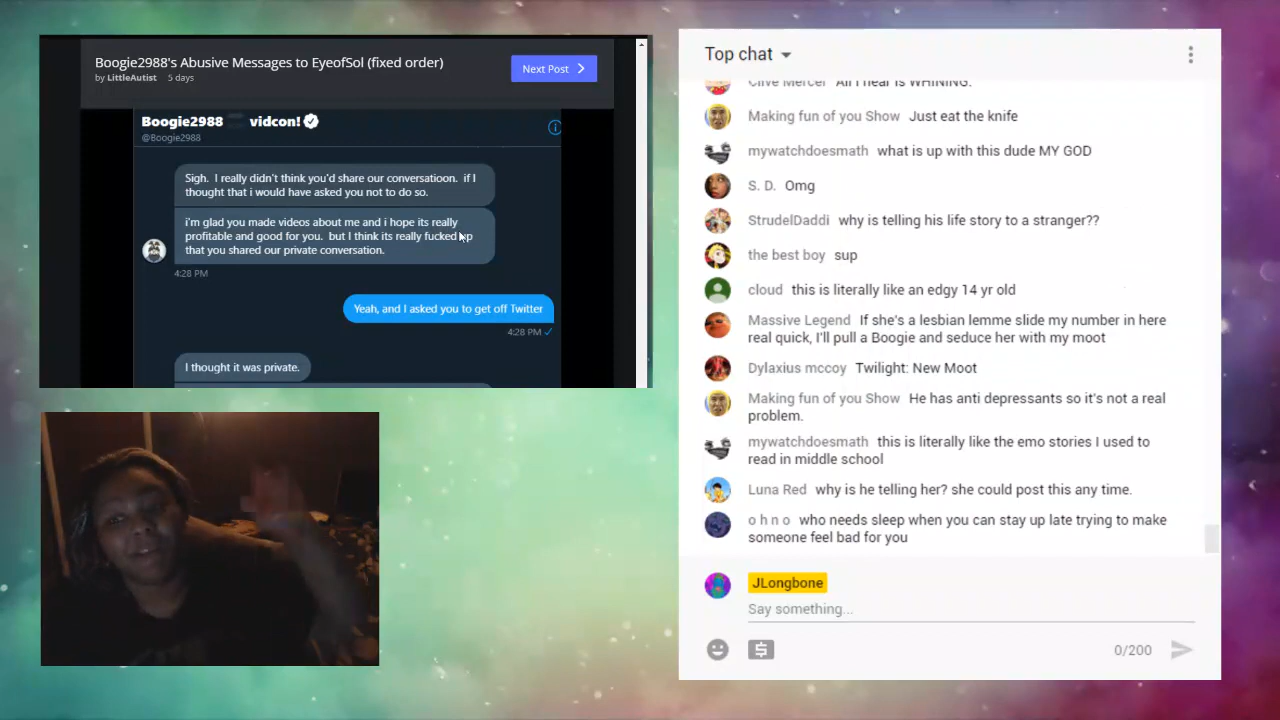 Boogie2988's Abusive Messages to EyeofSol (fixed order)
by LittleAutist 5 days
Next Post
Boogie2988 vidcon!
@Boogie2988
Sigh. I really didn't think you'd share our conversatioon. if I
thought that i would have asked you not to do so.
i'm glad you made videos about me and i hope its really
profitable and good for you. but I think its really fucked up
that you shared our private conversation.
4:28 PM
Yeah, and I asked you to get off Twitter
4:28 PM
I thought it was private.
Top chat
Clive Mercer All I hear is WHINING.
Making fun of you Show Just eat the knife
mywatchdoesmath what is up with this dude MY GOD
S. D. Omg
StrudelDaddi why is telling his life story to a stranger??
the best boy sup
cloud this is literally like an edgy 14 yr old
Massive Legend If she's a lesbian lemme slide my number in here
real quick, I'll pull a Boogie and seduce her with my moot
Dylaxius mccoy Twilight: New Moot
Making fun of you Show He has anti depressants so it's not a real
problem.
mywatchdoesmath this is literally like the emo stories I used to
read in middle school
Luna Red why is he telling her? she could post this any time.
o h n o who needs sleep when you can stay up late trying to make
someone feel bad for you
JLongbone
Say something...
0/200